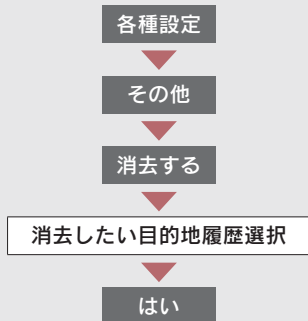 各種設定
その他
消去する
消去したい目的地履歴選択
はい